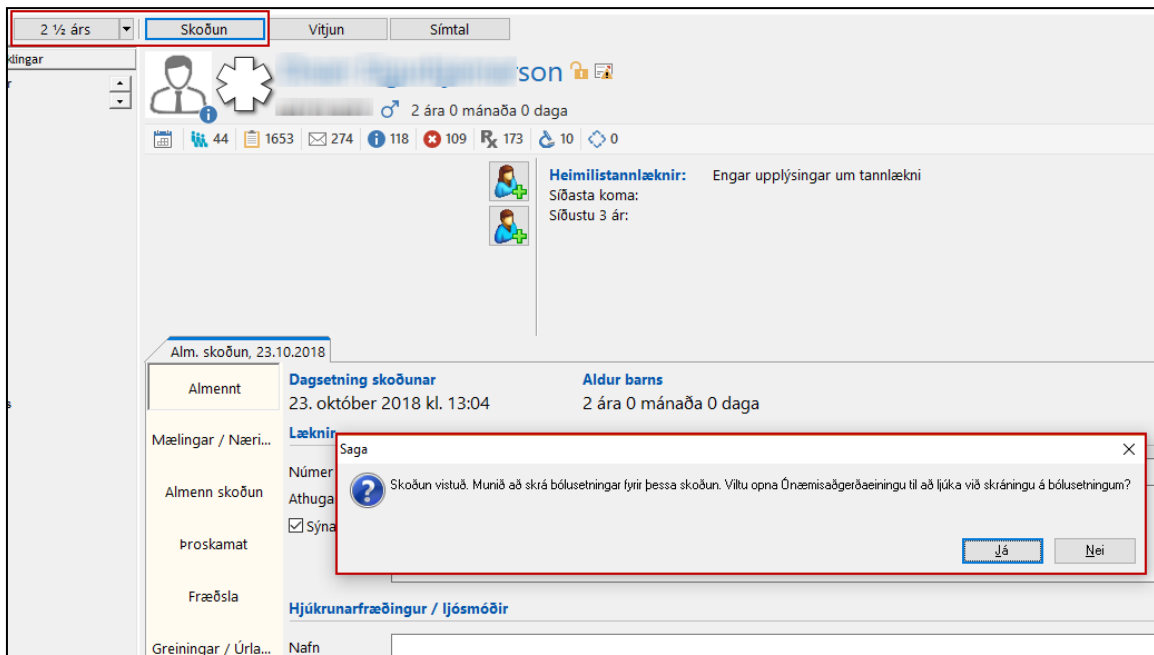 2 ½ árs
Skoðun
Vitjun
Símtal
son
2 ára 0 mánaða 0 daga
44
1653
274
118
109
Rx 173
10
0
Heimilistannlæknir: Engar upplýsingar um tannlækni
Síðasta koma:
Síðustu 3 ár:
Alm. skoðun, 23.10.2018
Almennt
Mælingar / Næri...
Almenn skoðun
Þroskamat
Fræðsla
Greiningar / Úrla...
Dagsetning skoðunar
23. október 2018 kl. 13:04
Aldur barns
2 ára 0 mánaða 0 daga
Læknir
Númer
Sýna
Saga
Skoðun vistuð. Munið að skrá bólusetningar fyrir þessa skoðun. Viltu opna Ónæmisaðgerðaeiningu til að ljúka við skráningu á bólusetningum?
Já
Nei
Hjúkrunarfræðingur / ljósmóðir
Nafn